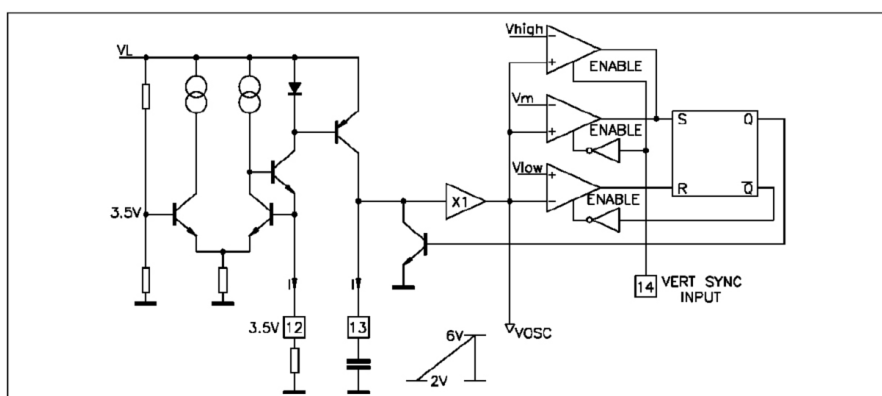 Vhigh
VL
ENABLE
Vm
ENABLE
S
Q
Vlow
3.5V
X1
ENABLE
R
Q̅
I
I
14
VERT SYNC
INPUT
3.5V
12
13
6V
2V
VOSC